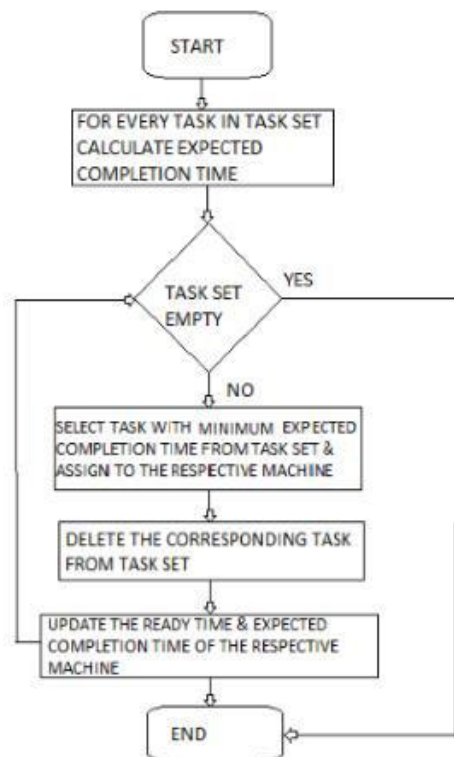 START
FOR EVERY TASK IN TASK SET
CALCULATE EXPECTED
COMPLETION TIME
TASK SET
EMPTY
YES
NO
SELECT TASK WITH MINIMUM EXPECTED
COMPLETION TIME FROM TASK SET &
ASSIGN TO THE RESPECTIVE MACHINE
DELETE THE CORRESPONDING TASK
FROM TASK SET
UPDATE THE READY TIME & EXPECTED
COMPLETION TIME OF THE RESPECTIVE
MACHINE
END